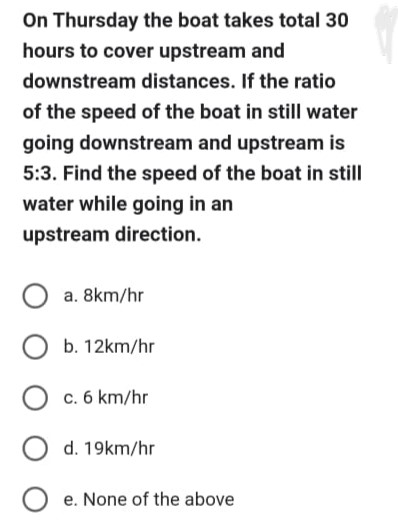 On Thursday the boat takes total 30
hours to cover upstream and
downstream distances. If the ratio
of the speed of the boat in still water
going downstream and upstream is
5:3. Find the speed of the boat in still
water while going in an
upstream direction.
a. 8km/hr
b. 12km/hr
c. 6 km/hr
d. 19km/hr
e. None of the above